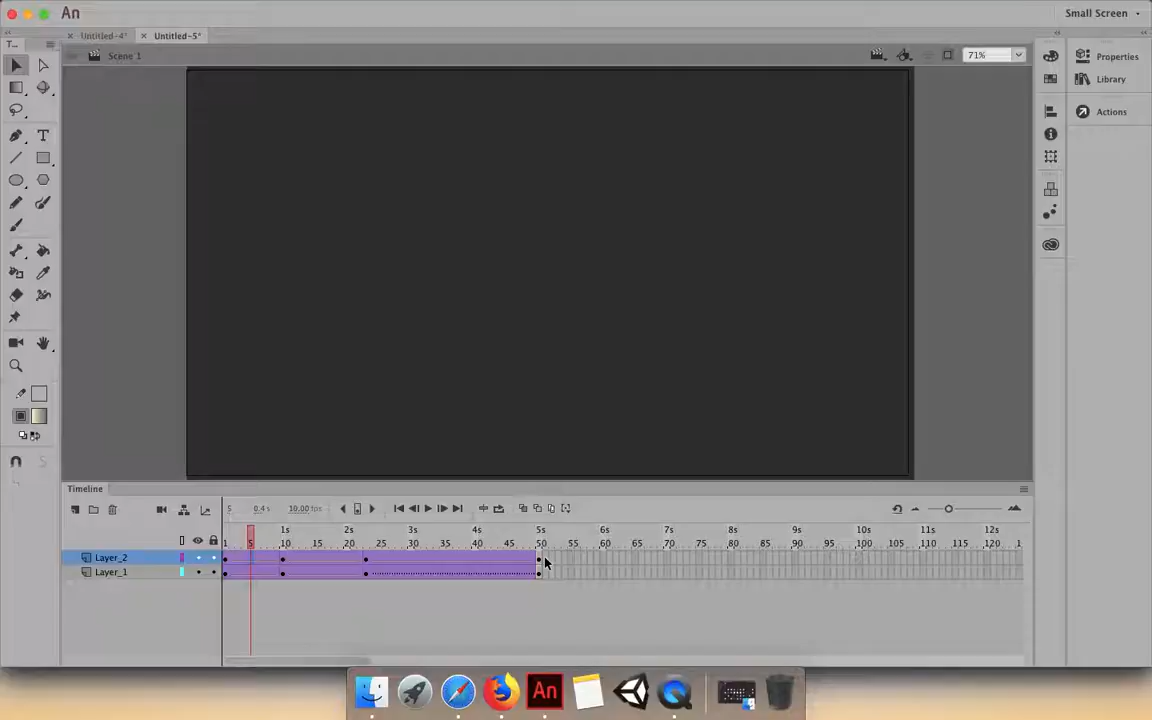 An
Small Screen
Untitled-4*
Untitled-5*
T...
Scene 1
71%
Properties
Library
Actions
Timeline
5 0.4 s 10.00 fps
1s 2s 3s 4s 5s 6s 7s 8s 9s 10s 11s 12s
1 5 10 15 20 25 30 35 40 45 50 55 60 65 70 75 80 85 90 95 100 105 110 115 120 1
Layer_2
Layer_1
An